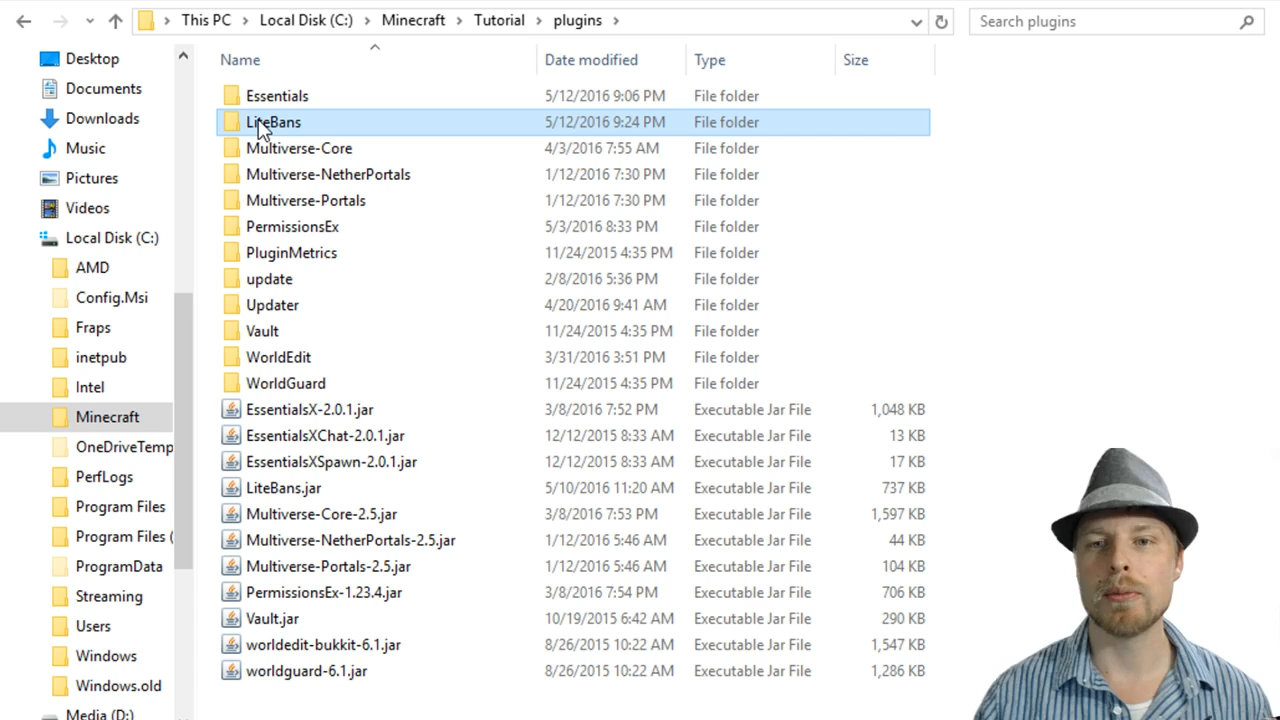 This PC > Local Disk (C:) > Minecraft > Tutorial > plugins >
Search plugins
Desktop
Documents
Downloads
Music
Pictures
Videos
Local Disk (C:)
AMD
Config.Msi
Fraps
inetpub
Intel
Minecraft
OneDriveTemp
PerfLogs
Program Files
Program Files (
ProgramData
Streaming
Users
Windows
Windows.old
Media (D:)
Name Date modified Type Size
Essentials 5/12/2016 9:06 PM File folder
LiteBans 5/12/2016 9:24 PM File folder
Multiverse-Core 4/3/2016 7:55 AM File folder
Multiverse-NetherPortals 1/12/2016 7:30 PM File folder
Multiverse-Portals 1/12/2016 7:30 PM File folder
PermissionsEx 5/3/2016 8:33 PM File folder
PluginMetrics 11/24/2015 4:35 PM File folder
update 2/8/2016 5:36 PM File folder
Updater 4/20/2016 9:41 AM File folder
Vault 11/24/2015 4:35 PM File folder
WorldEdit 3/31/2016 3:51 PM File folder
WorldGuard 11/24/2015 4:35 PM File folder
EssentialsX-2.0.1.jar 3/8/2016 7:52 PM Executable Jar File 1,048 KB
EssentialsXChat-2.0.1.jar 12/12/2015 8:33 AM Executable Jar File 13 KB
EssentialsXSpawn-2.0.1.jar 12/12/2015 8:33 AM Executable Jar File 17 KB
LiteBans.jar 5/10/2016 11:20 AM Executable Jar File 737 KB
Multiverse-Core-2.5.jar 3/8/2016 7:53 PM Executable Jar File 1,597 KB
Multiverse-NetherPortals-2.5.jar 1/12/2016 5:46 AM Executable Jar File 44 KB
Multiverse-Portals-2.5.jar 1/12/2016 5:46 AM Executable Jar File 104 KB
PermissionsEx-1.23.4.jar 3/8/2016 7:54 PM Executable Jar File 706 KB
Vault.jar 10/19/2015 6:42 AM Executable Jar File 290 KB
worldedit-bukkit-6.1.jar 8/26/2015 10:22 AM Executable Jar File 1,547 KB
worldguard-6.1.jar 8/26/2015 10:22 AM Executable Jar File 1,286 KB